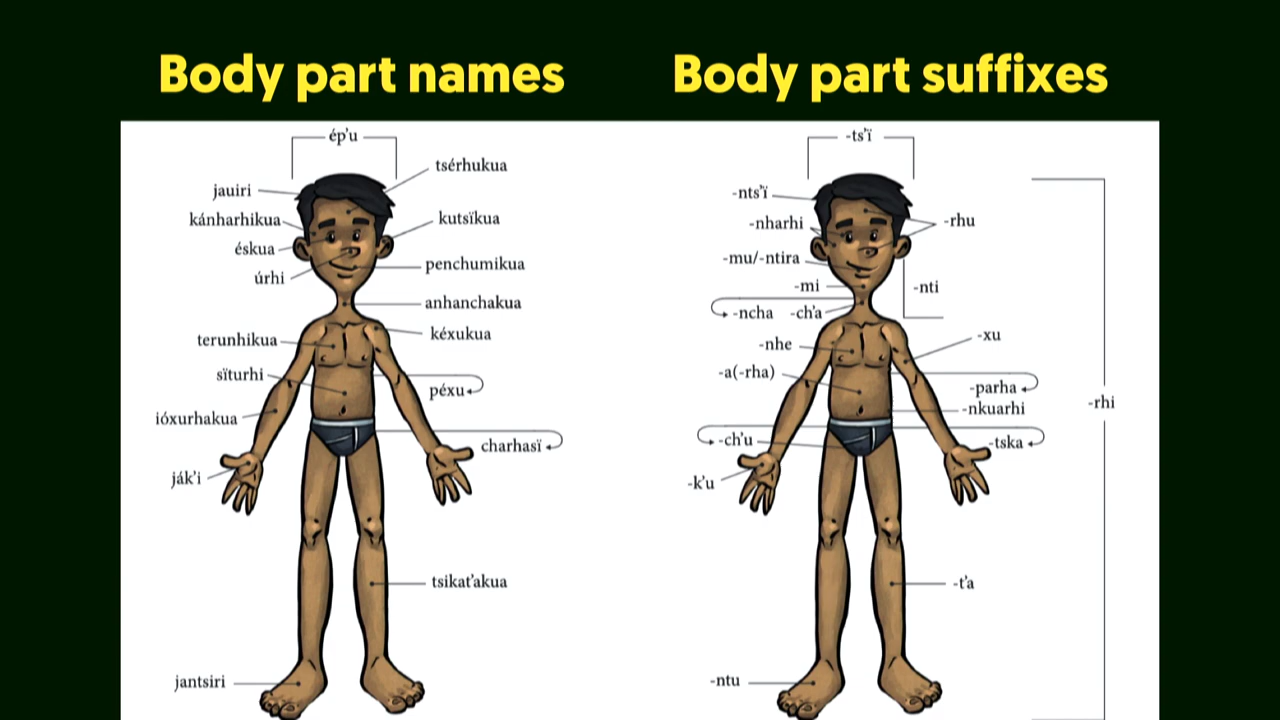 Body part names
ép'u
tsérhukua
jauiri
kánharhikua
kutsïkua
éskua
penchumikua
úrhi
anhanchakua
kéxukua
terunhikua
sïturhi
péxu
ióxurhakua
charhasï
ják'i
tsikat'akua
jantsiri
Body part suffixes
-ts'ï
-nts'ï
-nharhi
-rhu
-mu/-ntira
-mi
-nti
-ncha
-ch'a
-xu
-nhe
-a(-rha)
-parha
-rhi
-nkuarhi
-ch'u
-tska
-k'u
-t'a
-ntu